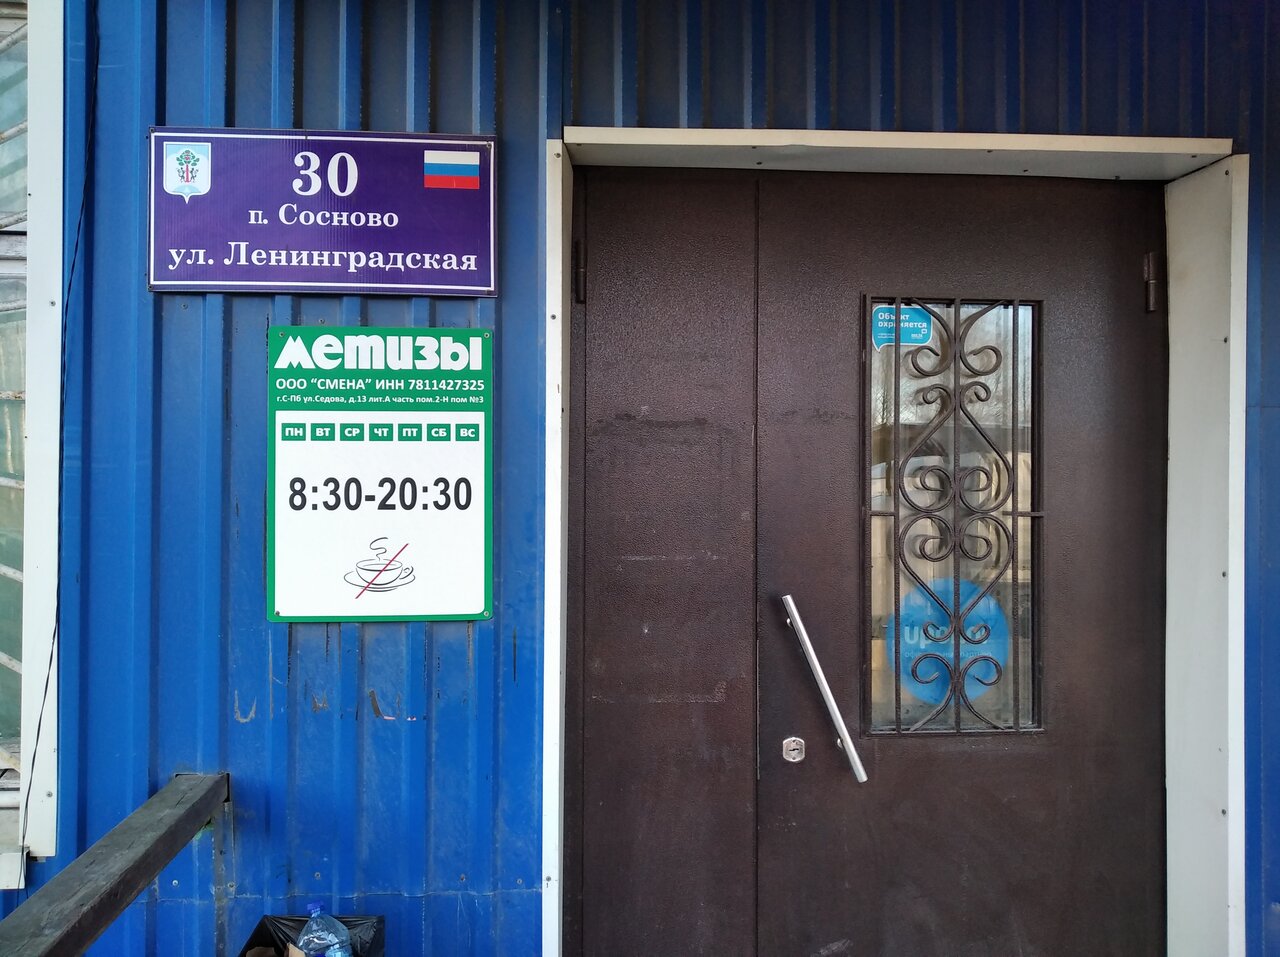 30
п. Сосново
ул. Ленинградская
метизы
ООО "СМЕНА" ИНН 7811427325
г.С-Пб ул.Седова, д.13 лит.А часть пом.2-Н пом №3
ПН ВТ СР ЧТ ПТ СБ ВС
8:30-20:30
Объект
охраняется